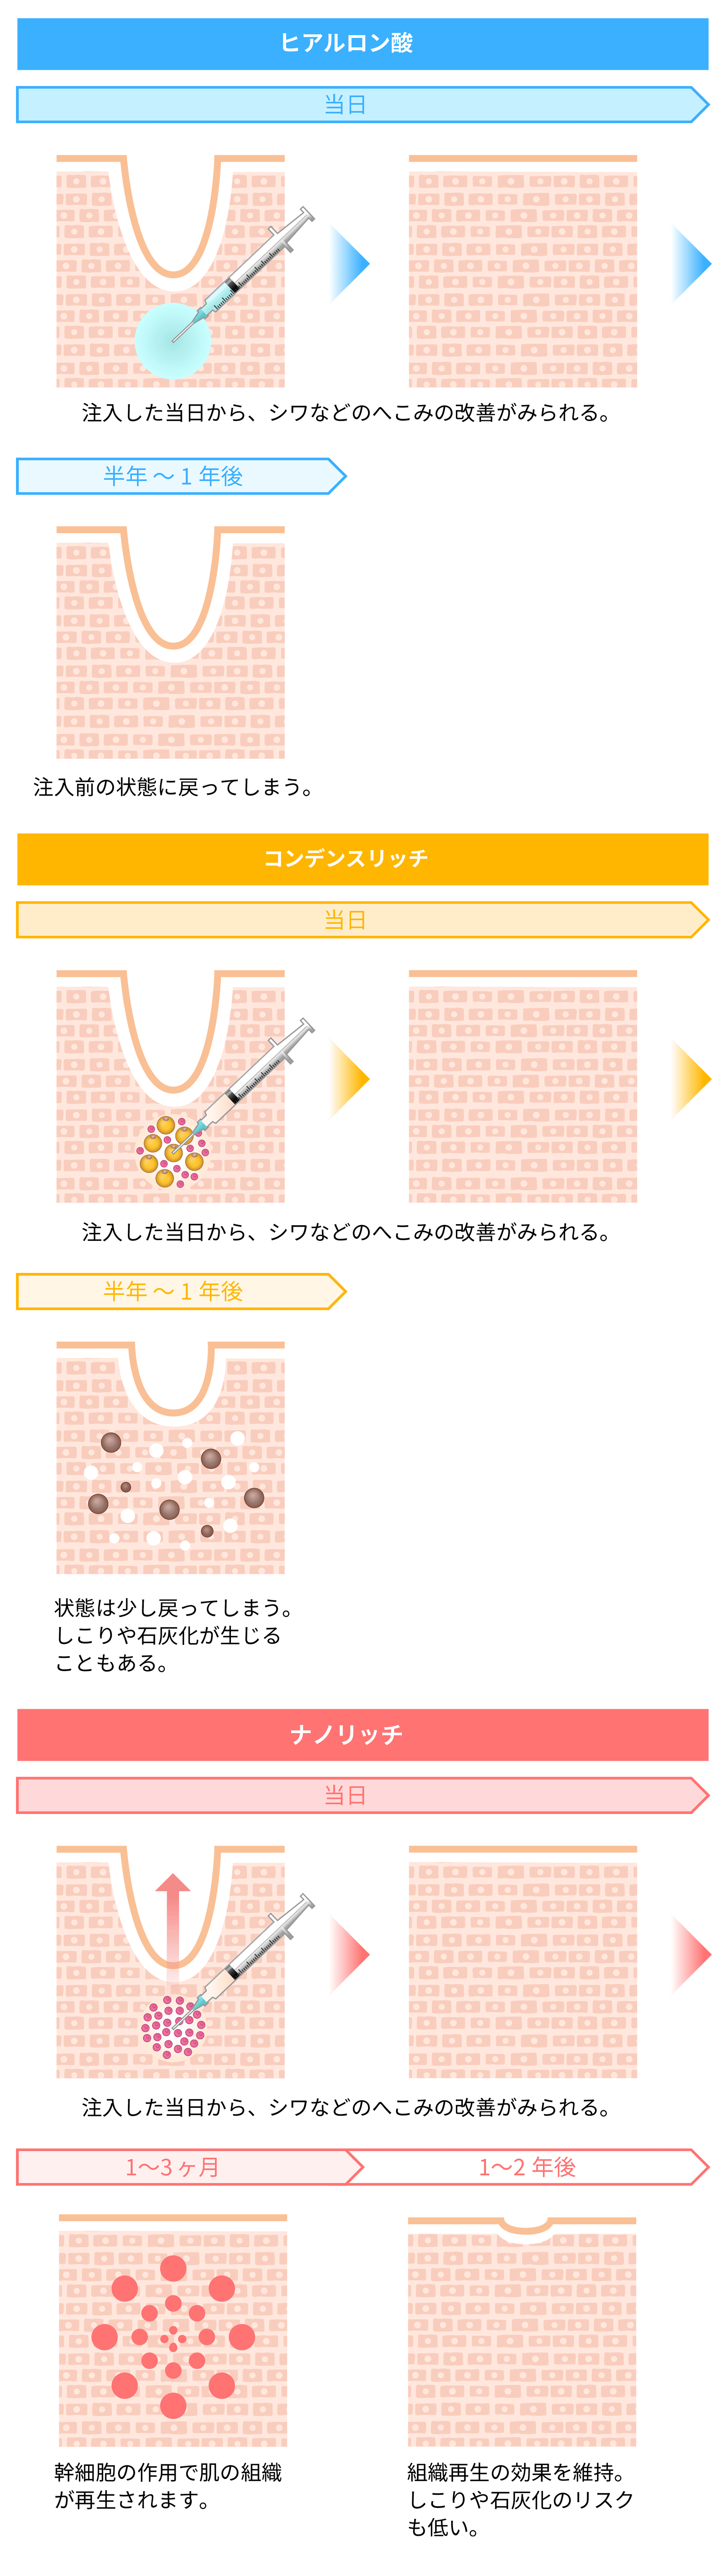 ヒアルロン酸
当日
注入した当日から、シワなどのへこみの改善がみられる。
半年 〜 1 年後
注入前の状態に戻ってしまう。
コンデンスリッチ
当日
注入した当日から、シワなどのへこみの改善がみられる。
半年 〜 1 年後
状態は少し戻ってしまう。
しこりや石灰化が生じる
こともある。
ナノリッチ
当日
注入した当日から、シワなどのへこみの改善がみられる。
1〜3ヶ月
1〜2 年後
幹細胞の作用で肌の組織
が再生されます。
組織再生の効果を維持。
しこりや石灰化のリスク
も低い。